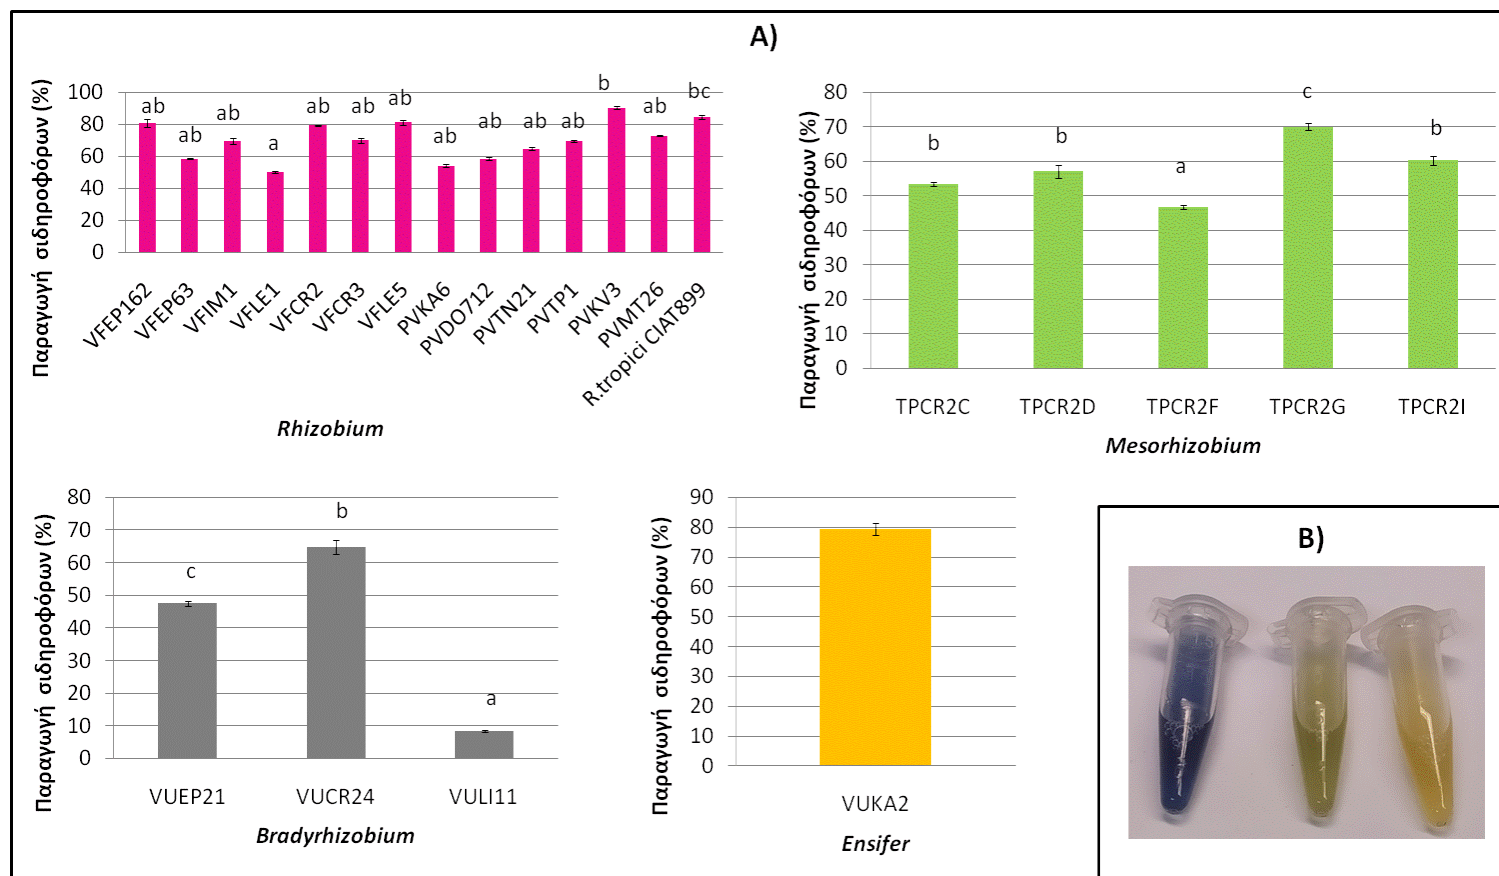 A)
Παραγωγή σιδηροφόρων (%)
100
80
60
40
20
0
ab
ab
ab
a
ab
ab
ab
ab
ab
ab
ab
b
ab
bc
VFEP162
VFEP63
VFIM1
VFLE1
VFCR2
VFCR3
VFLE5
PVKA6
PVDO712
PVTN21
PVTP1
PVKV3
PVMT26
R.tropici CIAT899
Rhizobium
Παραγωγή σιδηροφόρων (%)
80
70
60
50
40
30
20
10
0
b
b
a
c
b
TPCR2C
TPCR2D
TPCR2F
TPCR2G
TPCR2I
Mesorhizobium
Παραγωγή σιδηροφόρων (%)
80
70
60
50
40
30
20
10
0
c
b
a
VUEP21
VUCR24
VULI11
Bradyrhizobium
Παραγωγή σιδηροφόρων (%)
90
80
70
60
50
40
30
20
10
0
VUKA2
Ensifer
B)